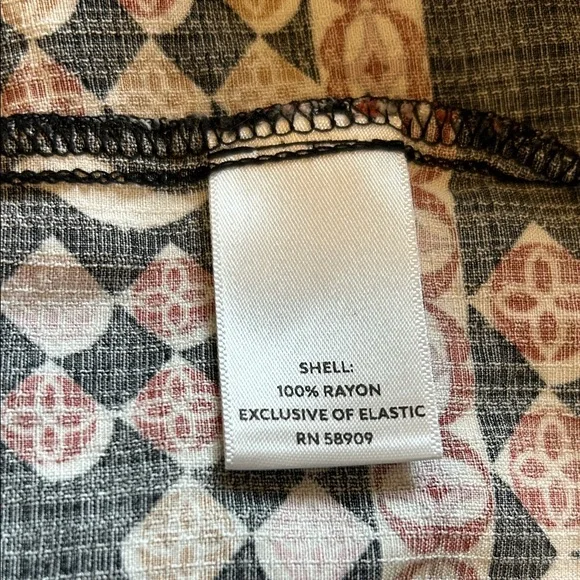 SHELL:
100% RAYON
EXCLUSIVE OF ELASTIC
RN 58909